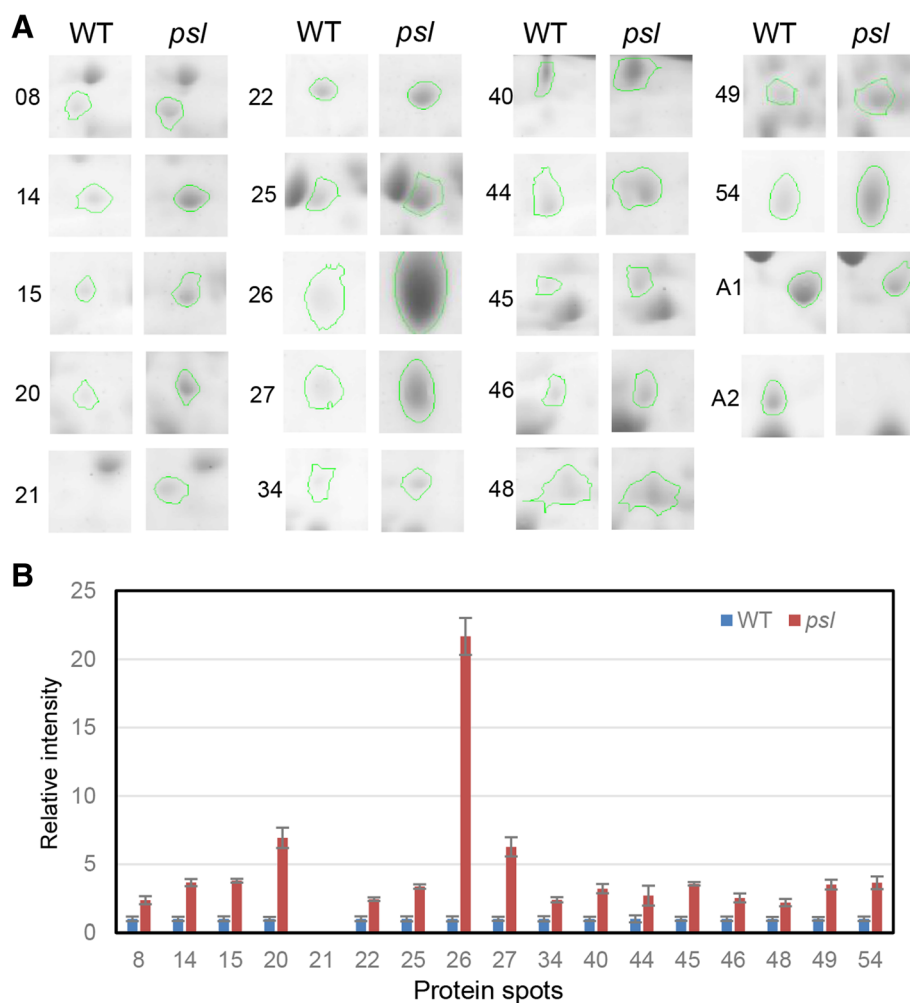 A
WT psl WT psl WT psl WT psl
08 22 40 49
14 25 44 54
15 26 45 A1
20 27 46 A2
21 34 48
B
25
20
15
10
5
0
Relative intensity
WT psl
8 14 15 20 21 22 25 26 27 34 40 44 45 46 48 49 54
Protein spots